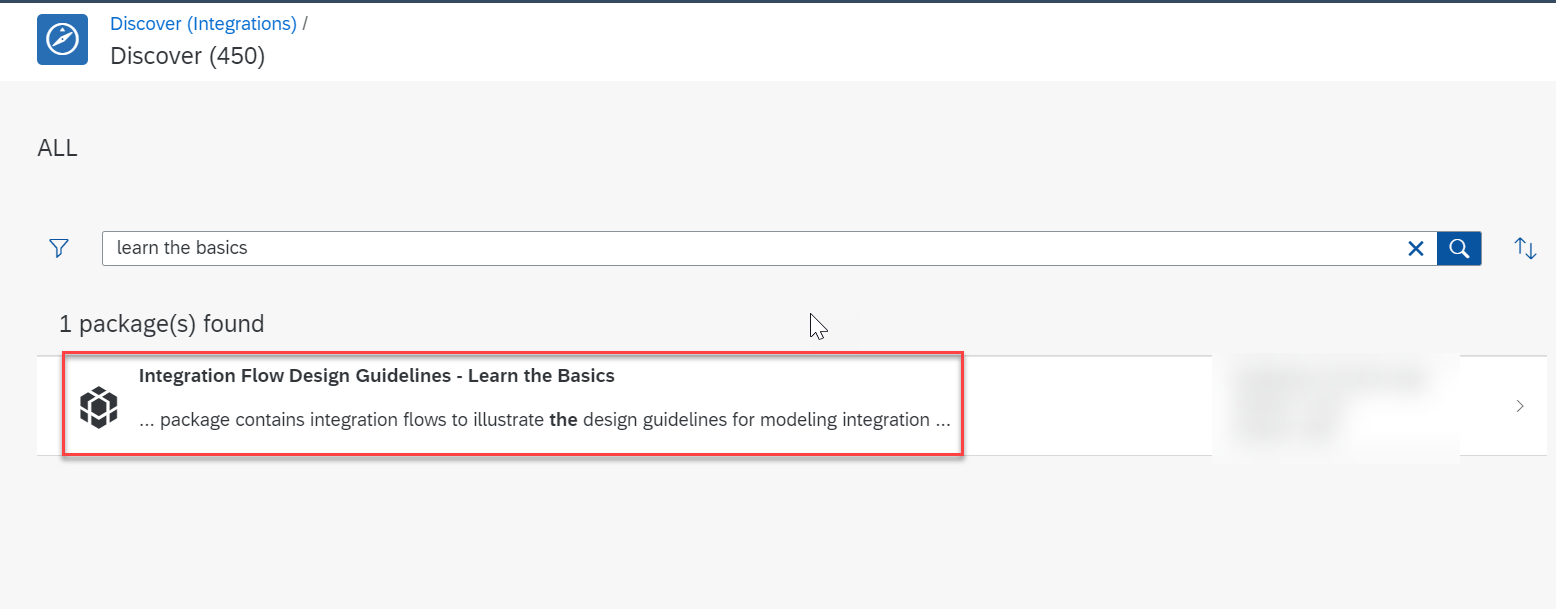 Discover (Integrations) /
Discover (450)
ALL
learn the basics
1 package(s) found
Integration Flow Design Guidelines - Learn the Basics
... package contains integration flows to illustrate the design guidelines for modeling integration ...